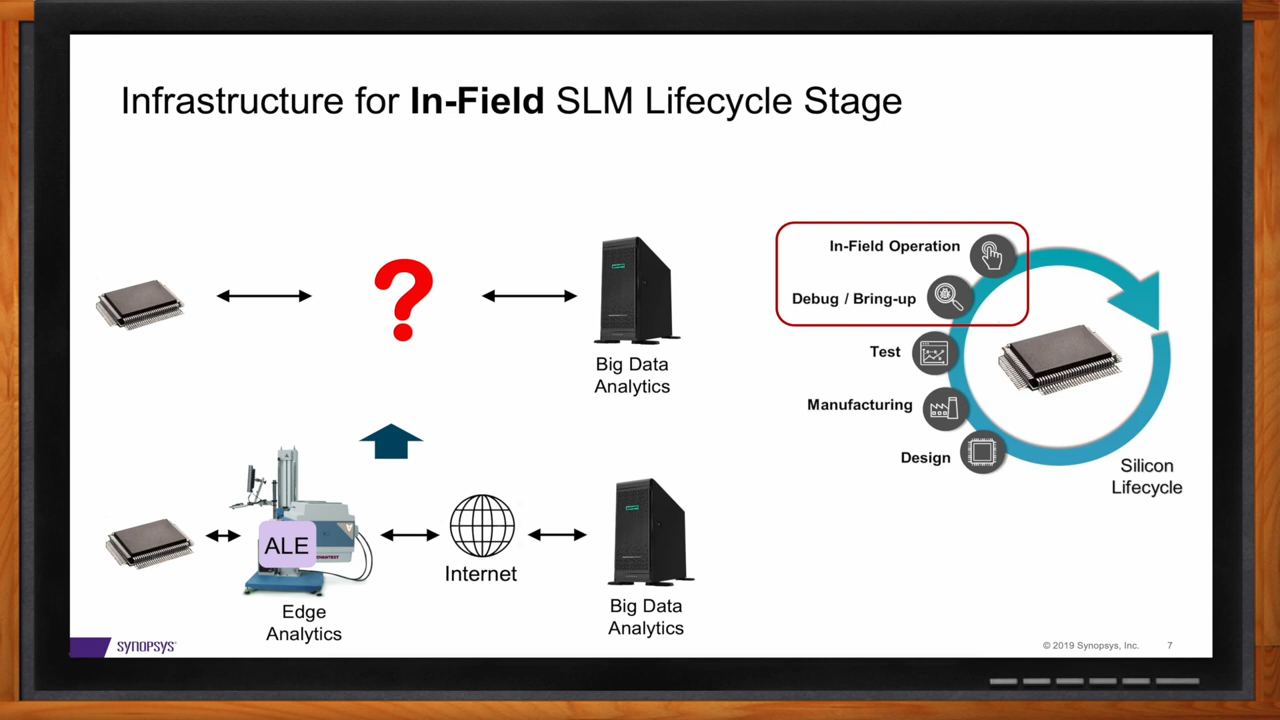 Infrastructure for In-Field SLM Lifecycle Stage
Big Data
Analytics
In-Field Operation
Debug / Bring-up
Test
Manufacturing
Design
Silicon
Lifecycle
ALE
Edge
Analytics
Internet
Big Data
Analytics
SYNOPSYS
© 2019 Synopsys, Inc.
7
?